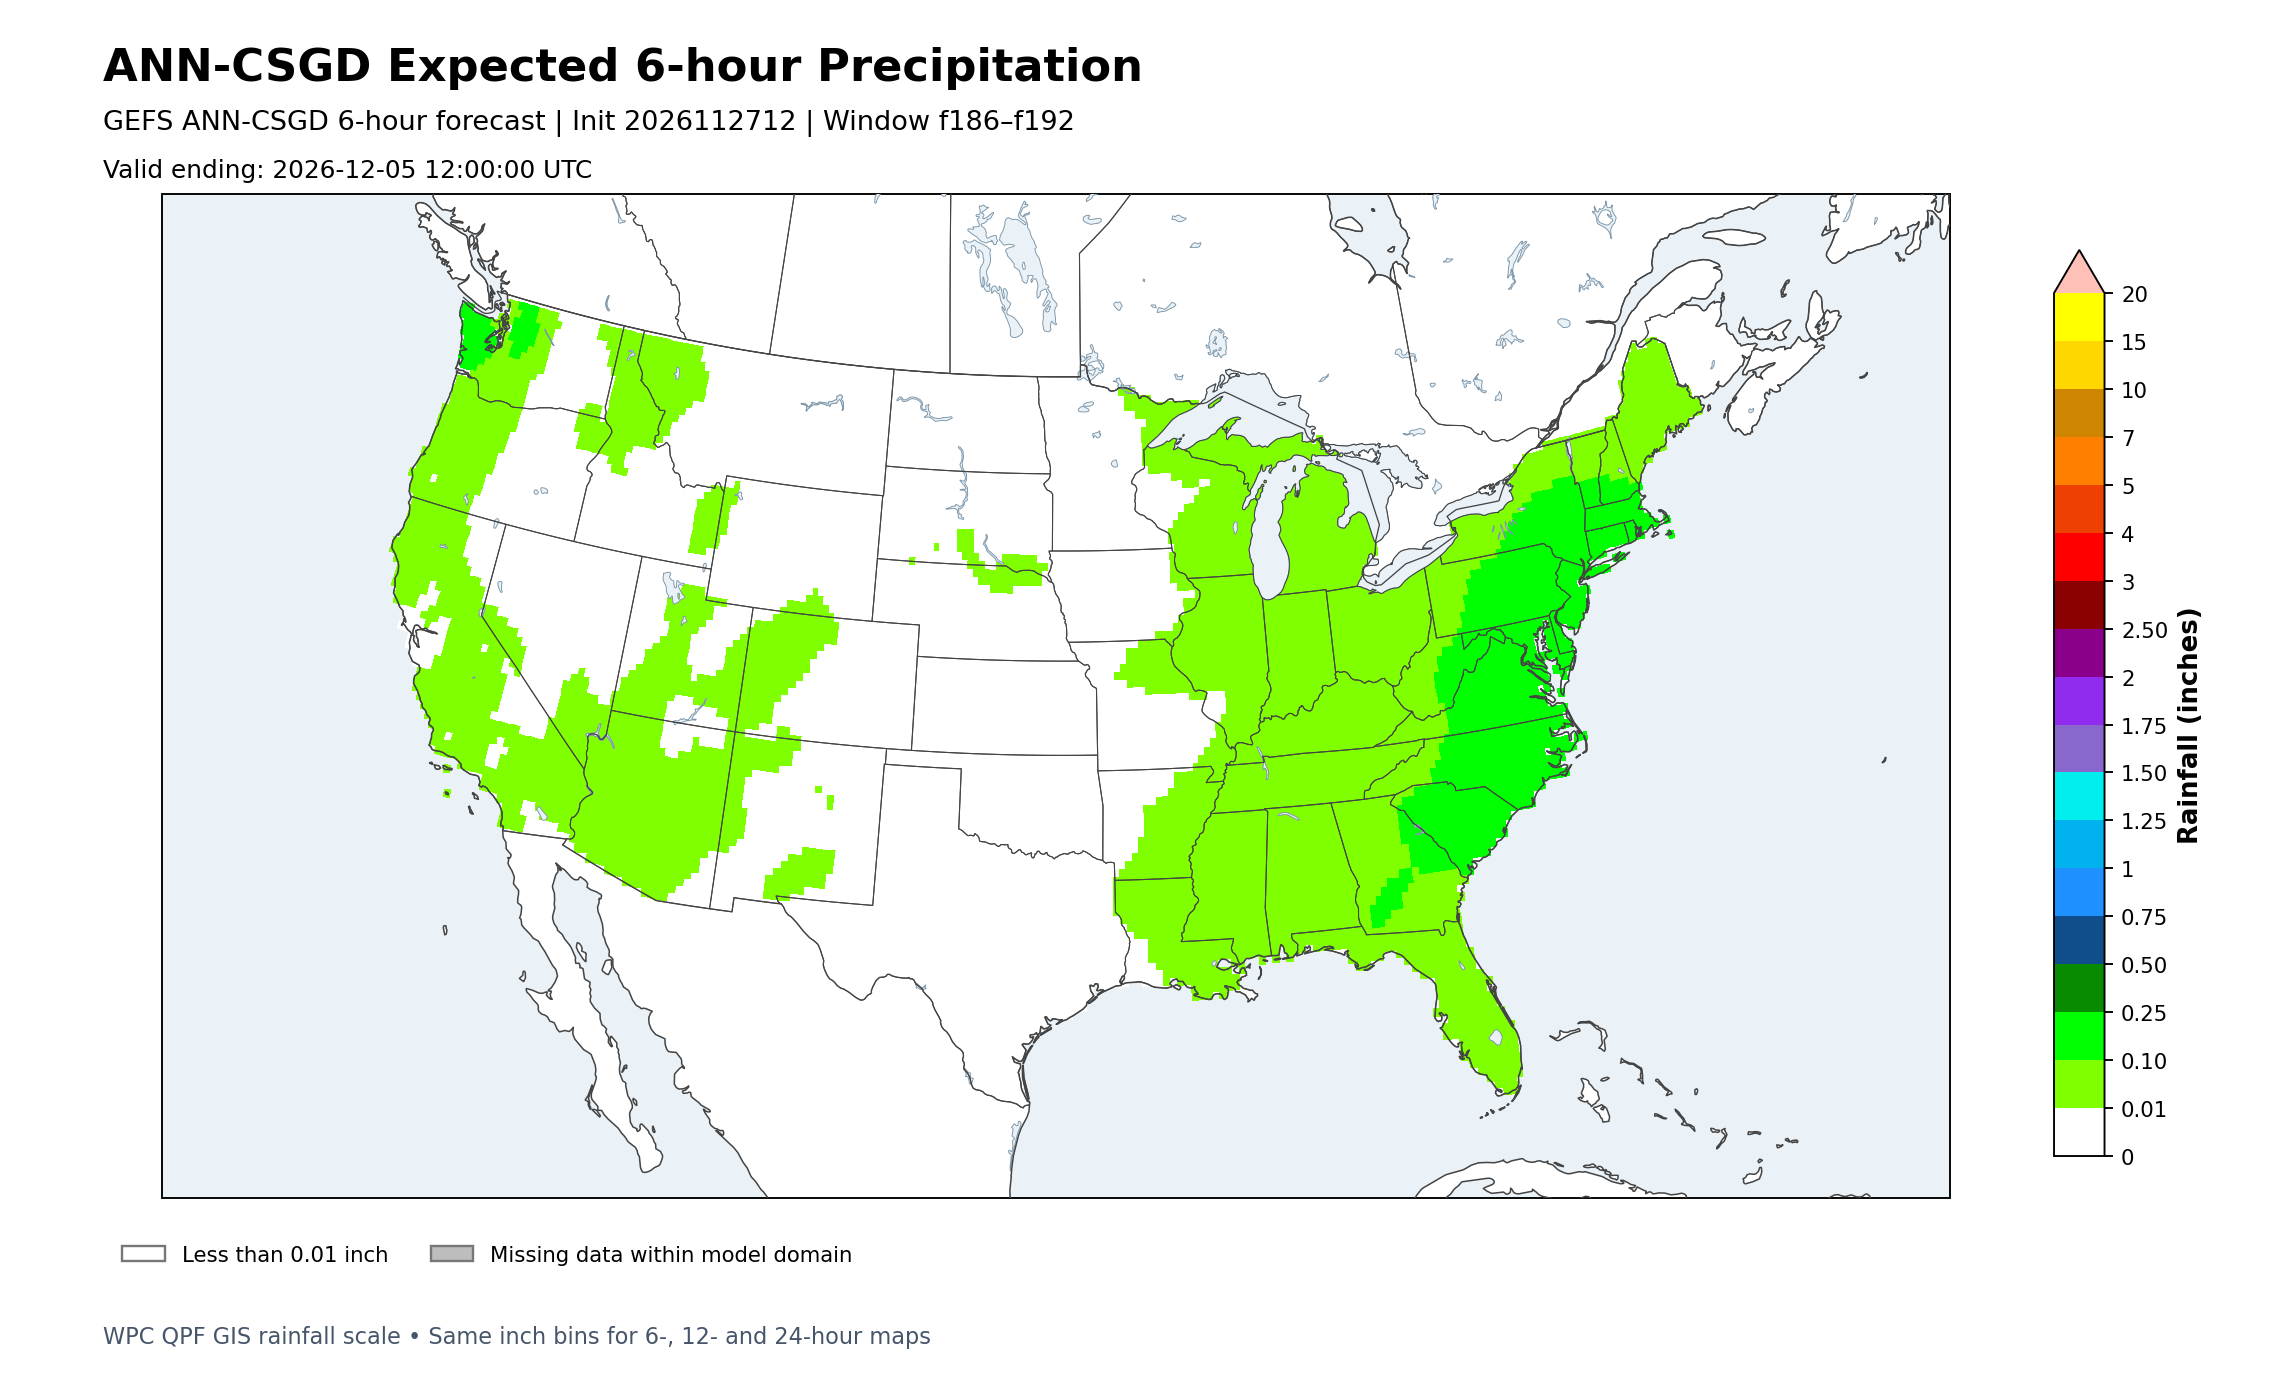 ANN-CSGD Expected 6-hour Precipitation
GEFS ANN-CSGD 6-hour forecast | Init 2026112712 | Window f186–f192
Valid ending: 2026-12-05 12:00:00 UTC
20
15
10
7
5
4
3
2.50
2
1.75
1.50
1.25
1
0.75
0.50
0.25
0.10
0.01
0
Rainfall (inches)
Less than 0.01 inch
Missing data within model domain
WPC QPF GIS rainfall scale • Same inch bins for 6-, 12- and 24-hour maps